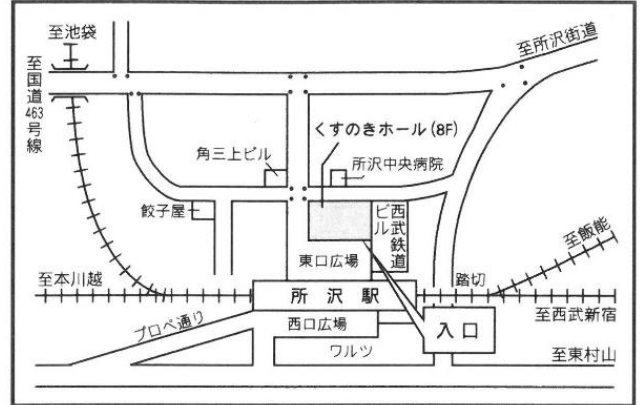 至池袋
至所沢街道
至国道463号線
くすのきホール(8F)
角三上ビル
所沢中央病院
餃子屋
西武鉄道ビル
東口広場
至飯能
至本川越
踏切
所沢駅
至西武新宿
プロペ通り
西口広場
入口
ワルツ
至東村山